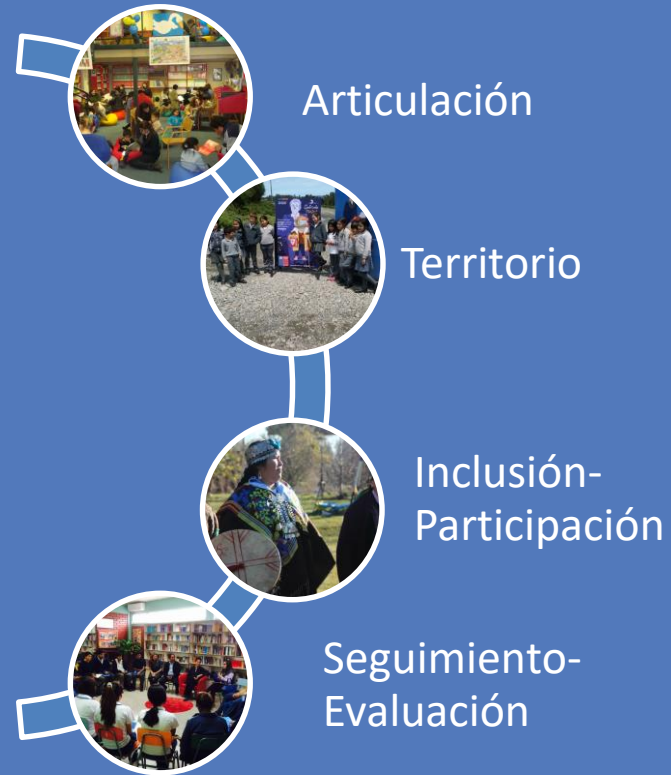 Articulación
Territorio
Inclusión-
Participación
Seguimiento-
Evaluación